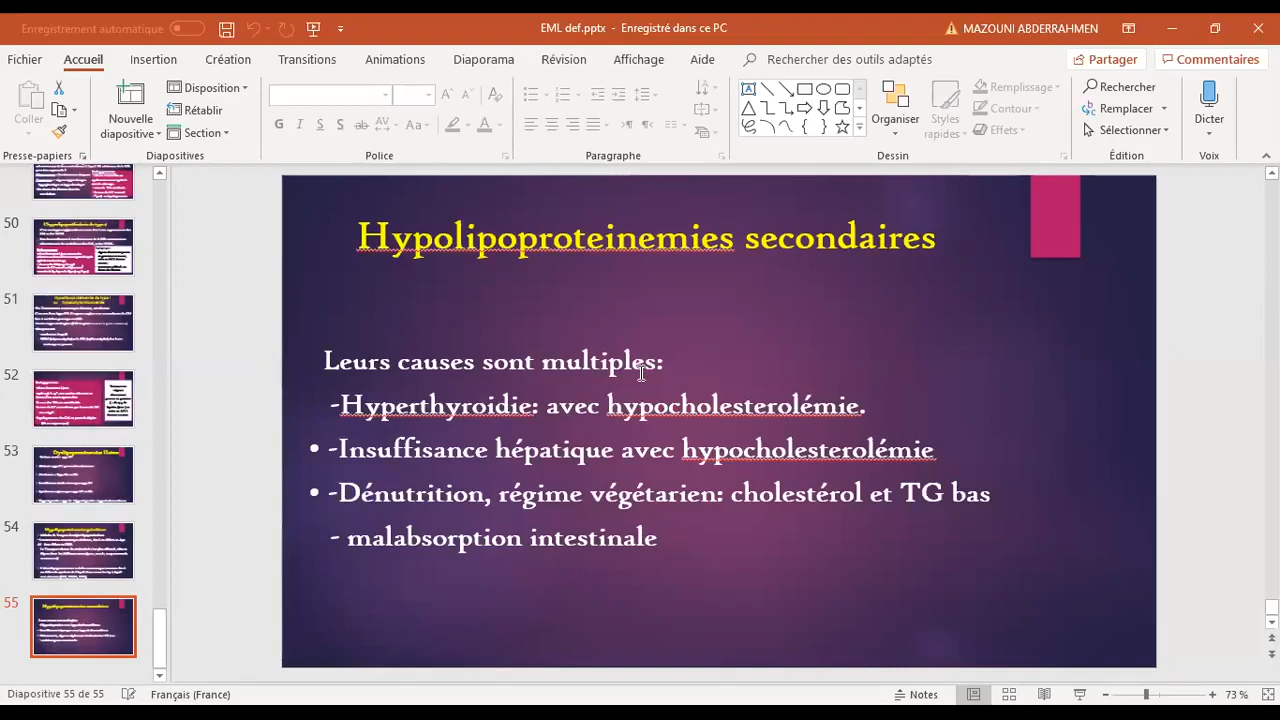 Enregistrement automatique
EML def.pptx - Enregistré dans ce PC
MAZOUNI ABDERRAHMEN
Fichier Accueil Insertion Création Transitions Animations Diaporama Révision Affichage Aide Rechercher des outils adaptés Partager Commentaires
Coller
Nouvelle diapositive
Disposition
Rétablir
Section
G I S S ab AV Aa A
Organiser
Styles rapides
Remplissage
Contour
Effets
Rechercher
Remplacer
Sélectionner
Dicter
Presse-papiers Diapositives Police Paragraphe Dessin Édition Voix
50
51
52
53
54
55
Hypolipoproteinemies secondaires
Leurs causes sont multiples:
-Hyperthyroidie: avec hypocholesterolémie.
• -Insuffisance hépatique avec hypocholesterolémie
• -Dénutrition, régime végétarien: cholestérol et TG bas
- malabsorption intestinale
Diapositive 55 de 55 Français (France) Notes 73 %